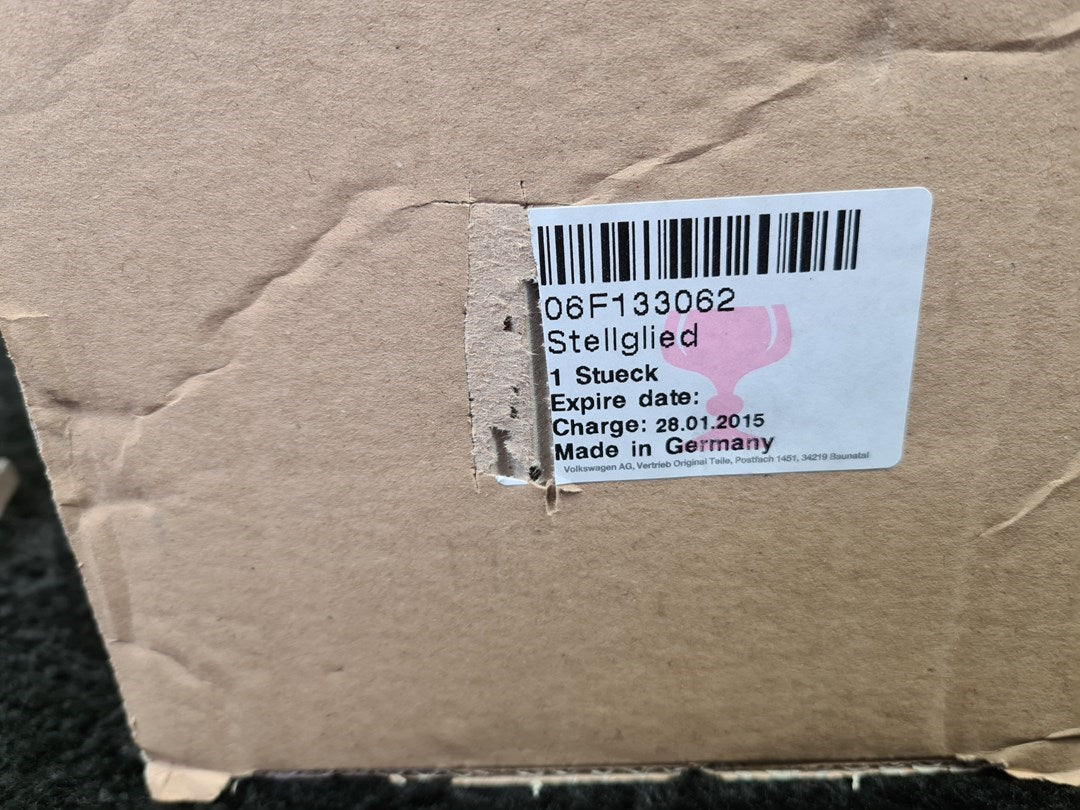 06F133062
Stellglied
1 Stueck
Expire date:
Charge: 28.01.2015
Made in Germany
Volkswagen AG, Vertrieb Original Teile, Postfach 1451, 34219 Baunatal